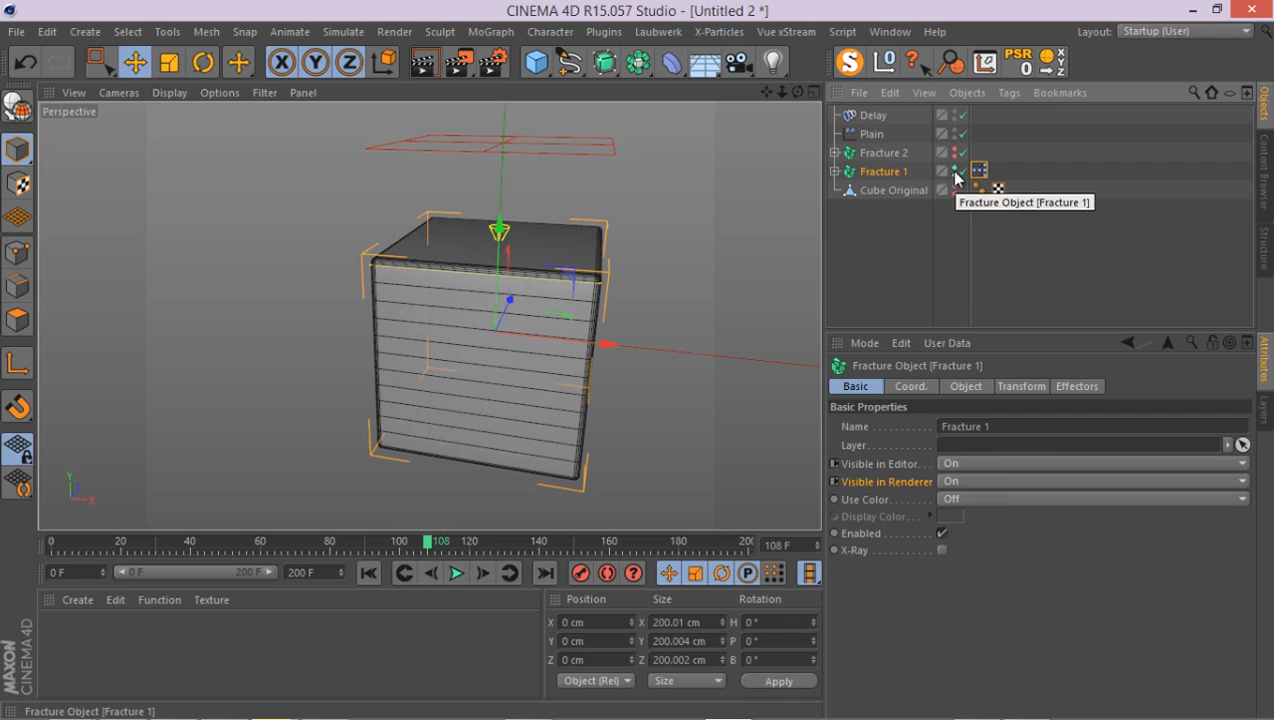 CINEMA 4D R15.057 Studio - [Untitled 2 *]
File Edit Create Select Tools Mesh Snap Animate Simulate Render Sculpt MoGraph Character Plugins Laubwerk X-Particles Vue xStream Script Window Help Layout: Startup (User)
X Y Z PSR 0
View Cameras Display Options Filter Panel
File Edit View Objects Tags Bookmarks
Perspective
Delay
Plain
Fracture 2
Fracture 1
Cube Original
Fracture Object [Fracture 1]
Objects
Content Browser
Structure
Mode Edit User Data
Fracture Object [Fracture 1]
Basic Coord. Object Transform Effectors
Basic Properties
Name Fracture 1
Layer
Visible in Editor. . . On
Visible in Renderer On
Use Color. . . Off
Display Color. . .
Enabled
X-Ray
Attributes
Layers
Y
Z X
0 20 40 60 80 100 108 120 140 160 180 200 108 F
0 F 0 F 200 F 200 F
P
Create Edit Function Texture
Position Size Rotation
X 0 cm X 200.01 cm H 0 °
Y 0 cm Y 200.004 cm P 0 °
Z 0 cm Z 200.002 cm B 0 °
Object (Rel) Size Apply
MAXON
CINEMA 4D
Fracture Object [Fracture 1]